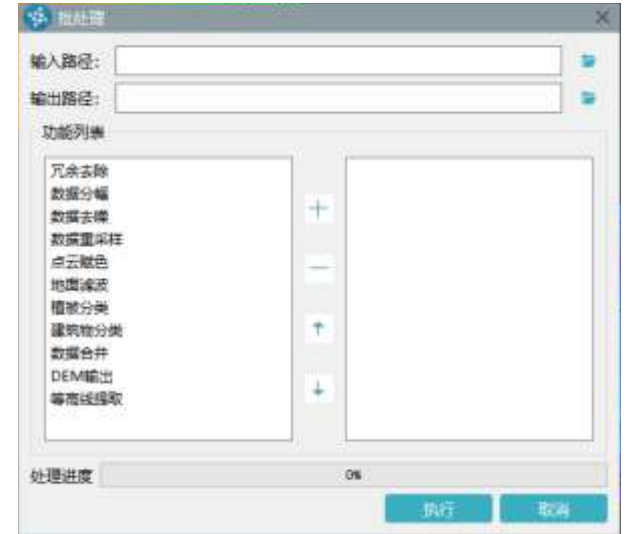 批处理
输入路径:
输出路径:
功能列表
冗余去除
数据分幅
数据去噪
数据重采样
点云赋色
地面滤波
植被分类
建筑物分类
数据合并
DEM输出
等高线提取
处理进度 0%
执行 取消